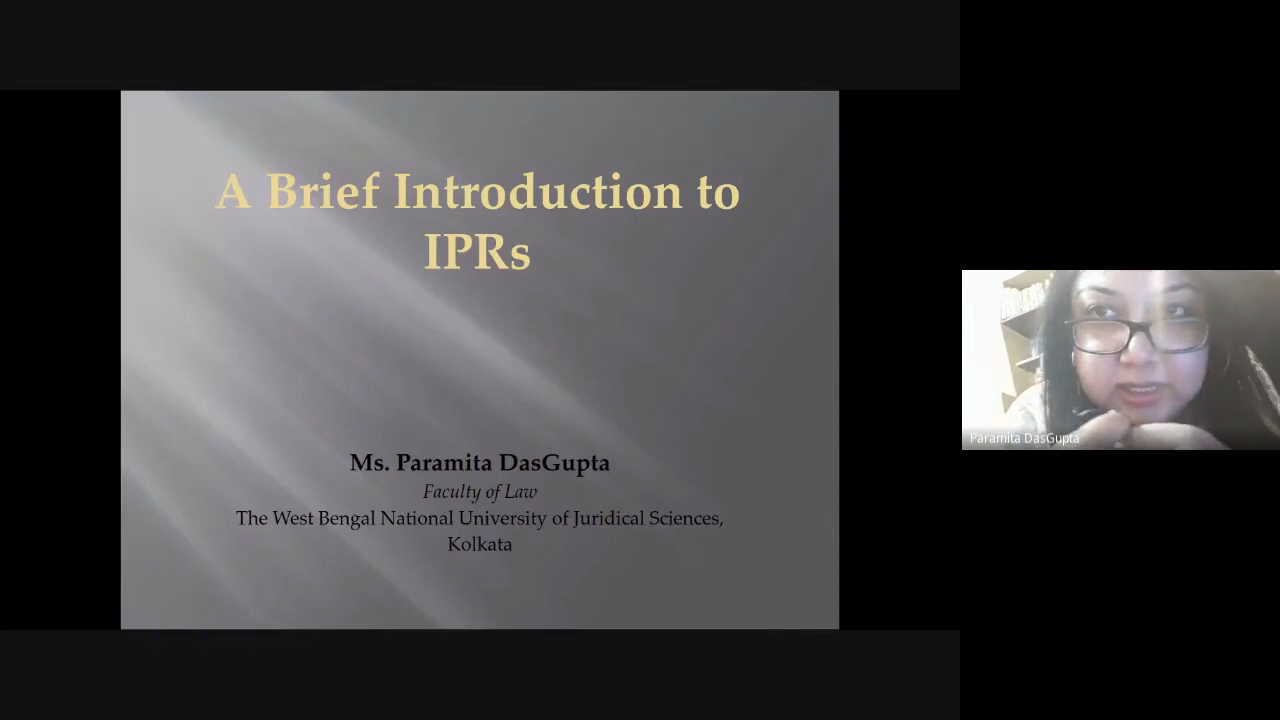 A Brief Introduction to
IPRs
Ms. Paramita DasGupta
Faculty of Law
The West Bengal National University of Juridical Sciences,
Kolkata
Paramita DasGupta